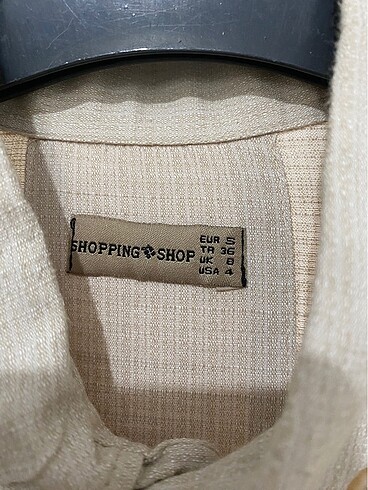 SHOPPING SHOP
EUR S
TR 36
UK 8
USA 4